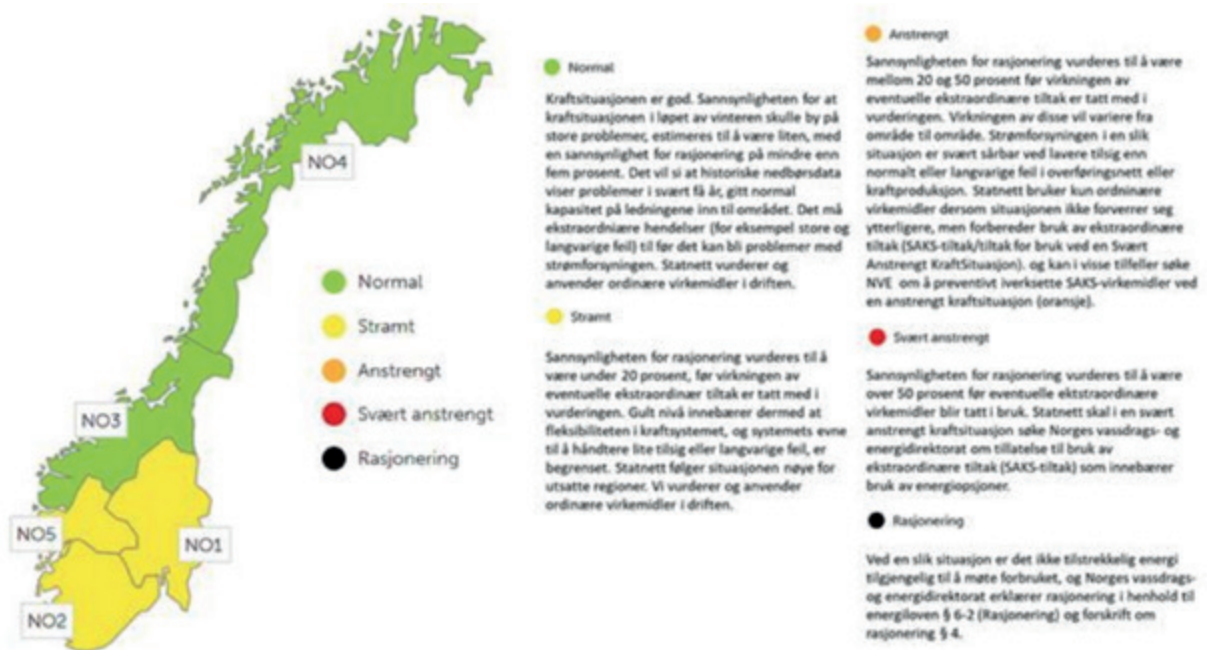 NO4
NO3
NO5
NO1
NO2
Normal
Stramt
Anstrengt
Svært anstrengt
Rasjonering
Normal
Kraftsituasjonen er god. Sannsynligheten for at
kraftsituasjonen i løpet av vinteren skulle by på
store problemer, estimeres til å være liten, med
en sannsynlighet for rasjonering på mindre enn
fem prosent. Det vil si at historiske nedbørsdata
viser problemer i svært få år, gitt normal
kapasitet på ledningene inn til området. Det må
ekstraordniære hendelser (for eksempel store og
langvarige feil) til før det kan bli problemer med
strømforsyningen. Statnett vurderer og
anvender ordinære virkemidler i driften.
Stramt
Sannsynligheten for rasjonering vurderes til å
være under 20 prosent, før virkningen av
eventuelle ekstraordinær tiltak er tatt med i
vurderingen. Gult nivå innebærer dermed at
fleksibiliteten i kraftsystemet, og systemets evne
til å håndtere lite tilsig eller langvarige feil, er
begrenset. Statnett følger situasjonen nøye for
utsatte regioner. Vi vurderer og anvender
ordinære virkemidler i driften.
Anstrengt
Sannsynligheten for rasjonering vurderes til å være
mellom 20 og 50 prosent før virkningen av
eventuelle ekstraordinære tiltak er tatt med i
vurderingen. Virkningen av disse vil variere fra
område til område. Strømforsyningen i en slik
situasjon er svært sårbar ved lavere tilsig enn
normalt eller langvarige feil i overføringsnett eller
kraftproduksjon. Statnett bruker kun ordninære
virkemidler dersom situasjonen ikke forverrer seg
ytterligere, men forbereder bruk av ekstraordinære
tiltak (SAKS-tiltak/tiltak for bruk ved en Svært
Anstrengt KraftSituasjon). og kan i visse tilfeller søke
NVE om å preventivt iverksette SAKS-virkemidler ved
en anstrengt kraftsituasjon (oransje).
Svært anstrengt
Sannsynligheten for rasjonering vurderes til å være
over 50 prosent før eventuelle ektstraordinære
virkemidler blir tatt i bruk. Statnett skal i en svært
anstrengt kraftsituasjon søke Norges vassdrags- og
energidirektorat om tillatelse til bruk av
ekstraordinære tiltak (SAKS-tiltak) som innebærer
bruk av energiopsjoner.
Rasjonering
Ved en slik situasjon er det ikke tilstrekkelig energi
tilgjengelig til å møte forbruket, og Norges vassdrags-
og energidirektorat erklærer rasjonering i henhold til
energiloven § 6-2 (Rasjonering) og forskrift om
rasjonering § 4.